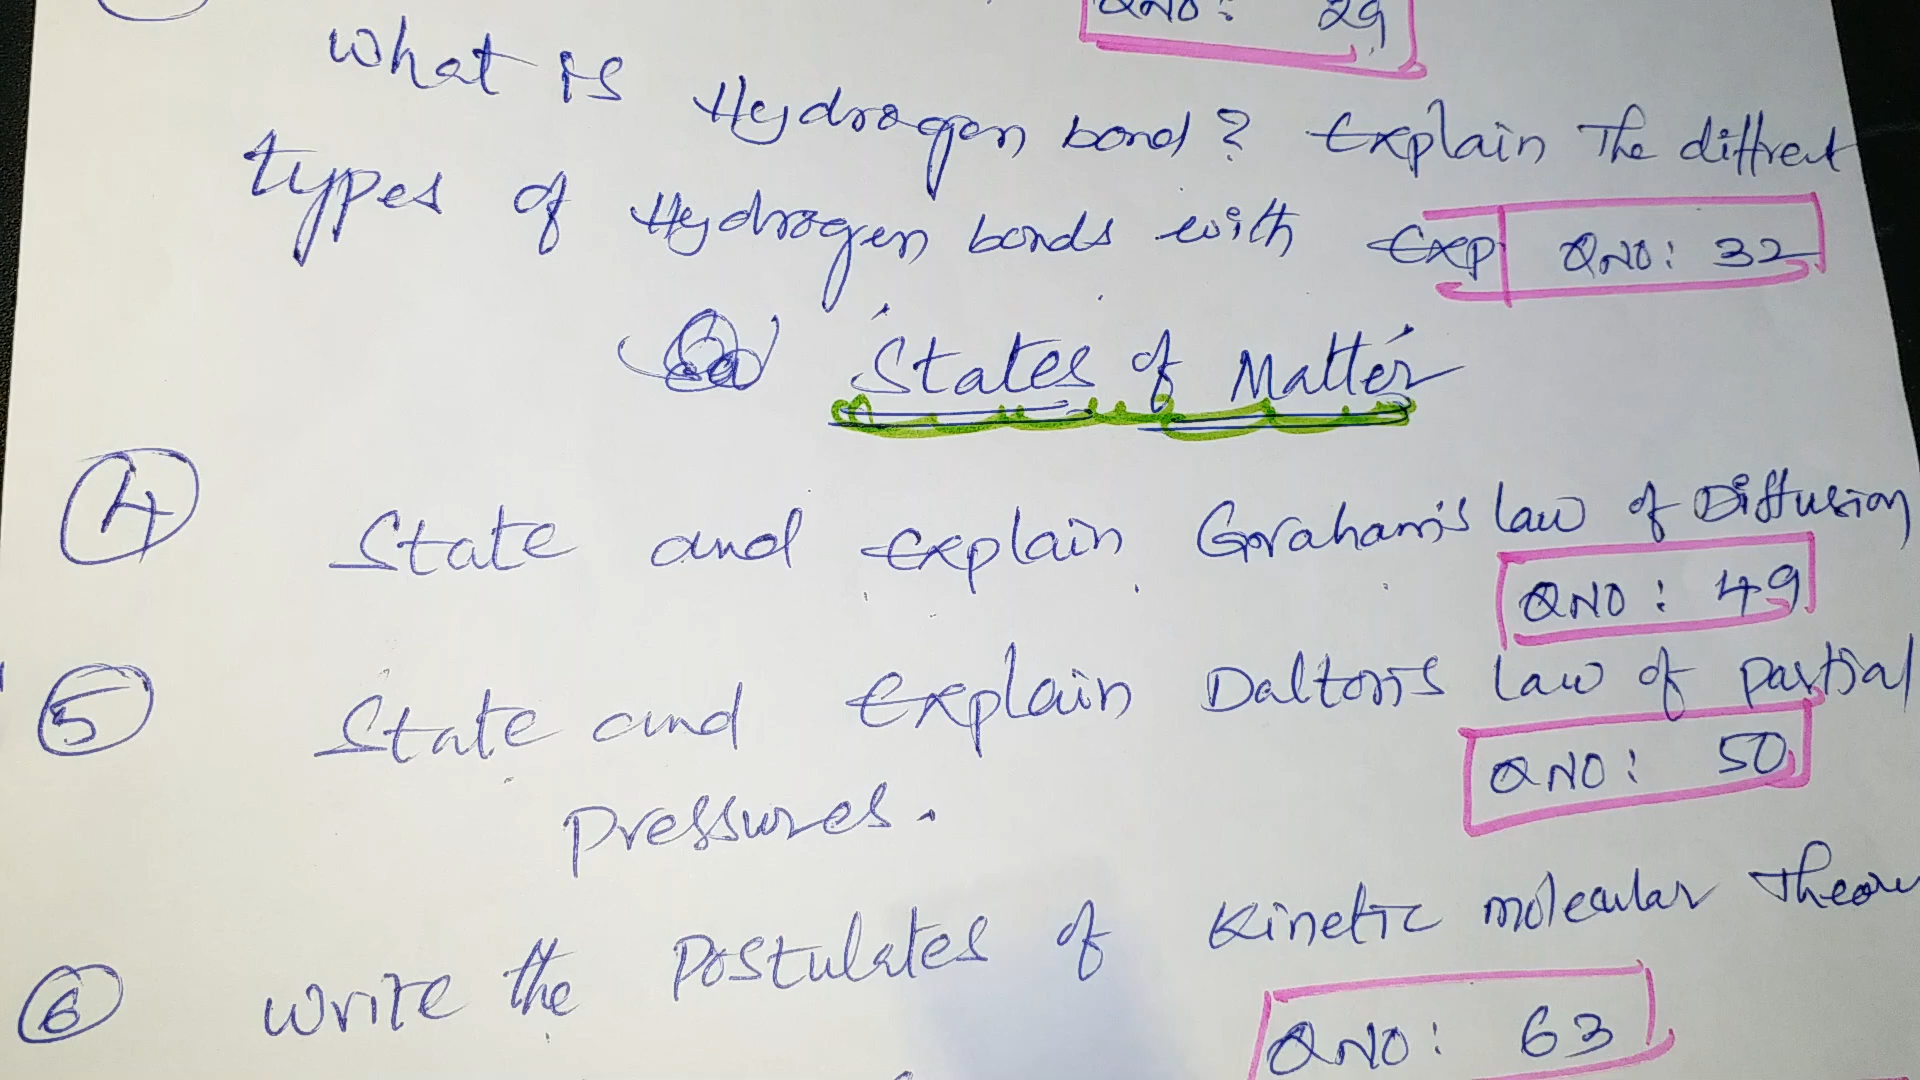 QNO: 29
What is Hydrogen bond? Explain The diffrent
types of Hydrogen bonds with Exp QNO: 32
States of Matter
4 State and explain Graham's law of Diffusion
QNO: 49
5 State and Explain Dalton's Law of partial
QNO: 50
pressures.
6 write the Postulates of Kinetic molecular Theory
QNO: 63